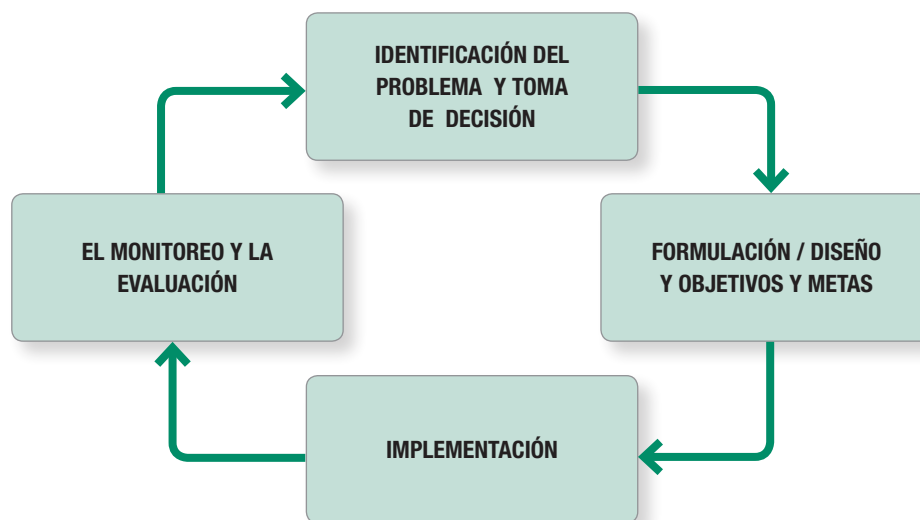 IDENTIFICACIÓN DEL
PROBLEMA Y TOMA
DE DECISIÓN
EL MONITOREO Y LA
EVALUACIÓN
FORMULACIÓN / DISEÑO
Y OBJETIVOS Y METAS
IMPLEMENTACIÓN